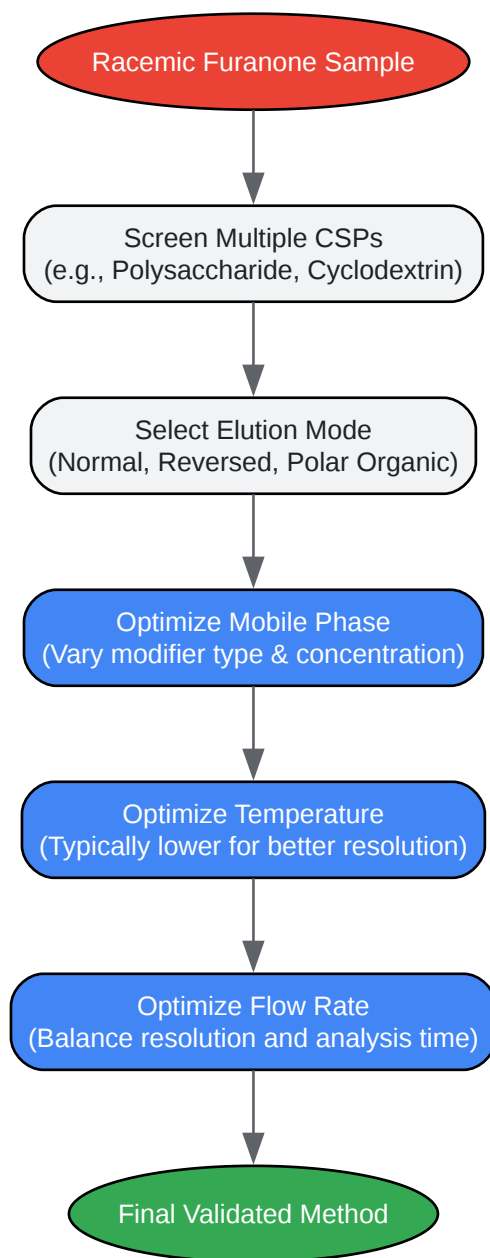 Racemic Furanone Sample
Screen Multiple CSPs
(e.g., Polysaccharide, Cyclodextrin)
Select Elution Mode
(Normal, Reversed, Polar Organic)
Optimize Mobile Phase
(Vary modifier type & concentration)
Optimize Temperature
(Typically lower for better resolution)
Optimize Flow Rate
(Balance resolution and analysis time)
Final Validated Method